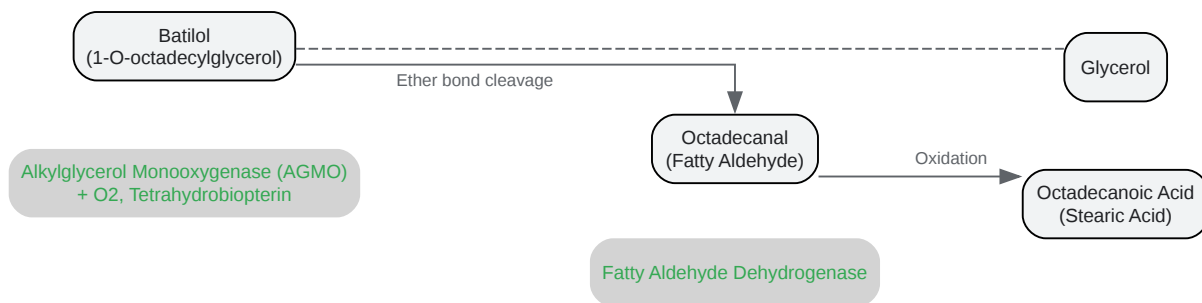 Batilol
(1-O-octadecylglycerol)
Glycerol
Ether bond cleavage
Octadecanal
(Fatty Aldehyde)
Oxidation
Alkylglycerol Monooxygenase (AGMO)
+ O2, Tetrahydrobiopterin
Octadecanoic Acid
(Stearic Acid)
Fatty Aldehyde Dehydrogenase